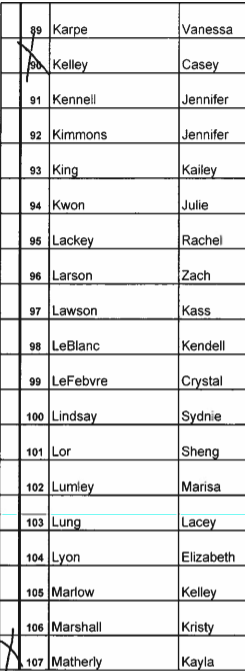 89 Karpe Vanessa
90 Kelley Casey
91 Kennell Jennifer
92 Kimmons Jennifer
93 King Kailey
94 Kwon Julie
95 Lackey Rachel
96 Larson Zach
97 Lawson Kass
98 LeBlanc Kendell
99 LeFebvre Crystal
100 Lindsay Sydnie
101 Lor Sheng
102 Lumley Marisa
103 Lung Lacey
104 Lyon Elizabeth
105 Marlow Kelley
106 Marshall Kristy
107 Matherly Kayla